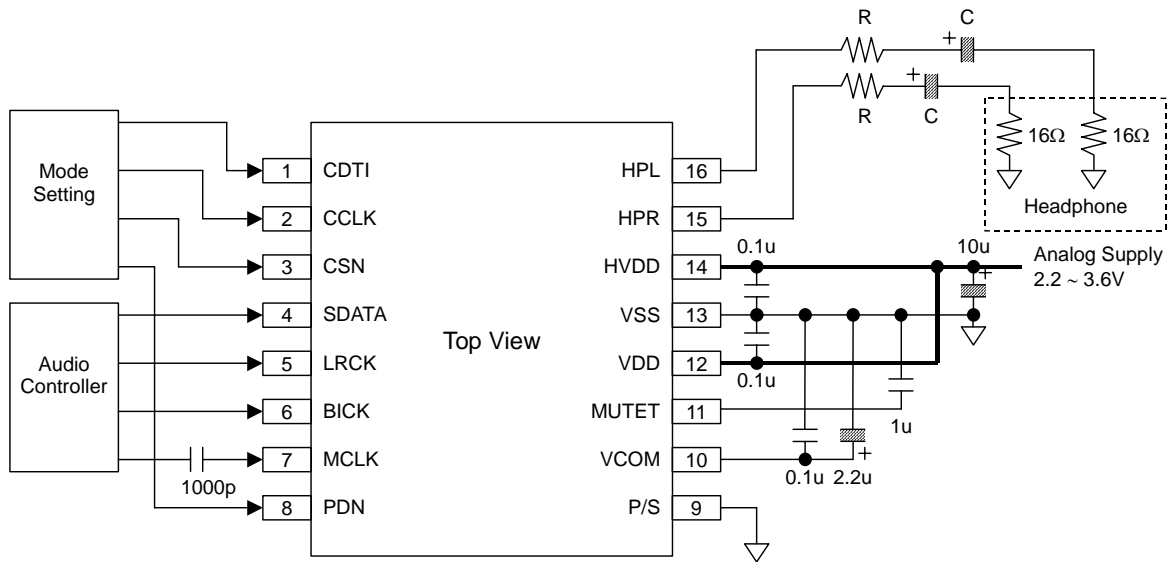 R
C
+
+
R
C
16Ω
16Ω
Headphone
Mode
Setting
Audio
Controller
1000p
1
CDTI
2
CCLK
3
CSN
4
SDATA
5
LRCK
6
BICK
7
MCLK
8
PDN
Top View
HPL
16
HPR
15
HVDD
14
VSS
13
VDD
12
MUTET
11
VCOM
10
P/S
9
0.1u
10u
+
Analog Supply
2.2 ~ 3.6V
0.1u
1u
+
0.1u
2.2u